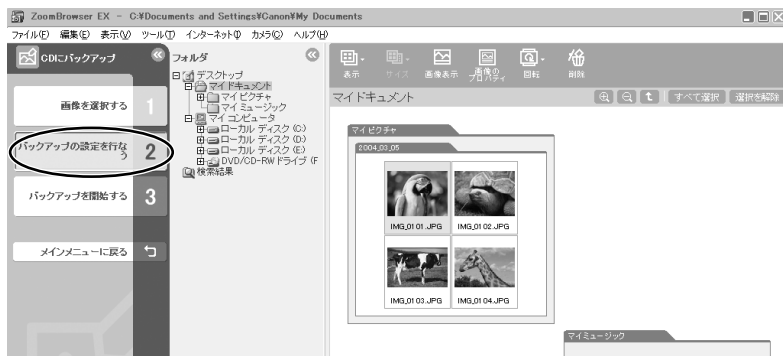 ZoomBrowser EX - C:¥Documents and Settings¥Canon¥My Documents
ファイル(F) 編集(E) 表示(V) ツール(T) インターネット(I) カメラ(C) ヘルプ(H)
CDにバックアップ
画像を選択する 1
バックアップの設定を行な
う 2
バックアップを開始する 3
メインメニューに戻る
フォルダ
デスクトップ
マイドキュメント
マイピクチャ
マイミュージック
マイコンピュータ
ローカル ディスク (C:)
ローカル ディスク (D:)
ローカル ディスク (E:)
DVD/CD-RW ドライブ (F
検索結果
表示 サイズ 画像表示 画像の
プロパティ 回転 削除
マイドキュメント すべて選択 選択を解除
マイピクチャ
2004_03_05
IMG_0101.JPG IMG_0102.JPG
IMG_0103.JPG IMG_0104.JPG
マイミュージック